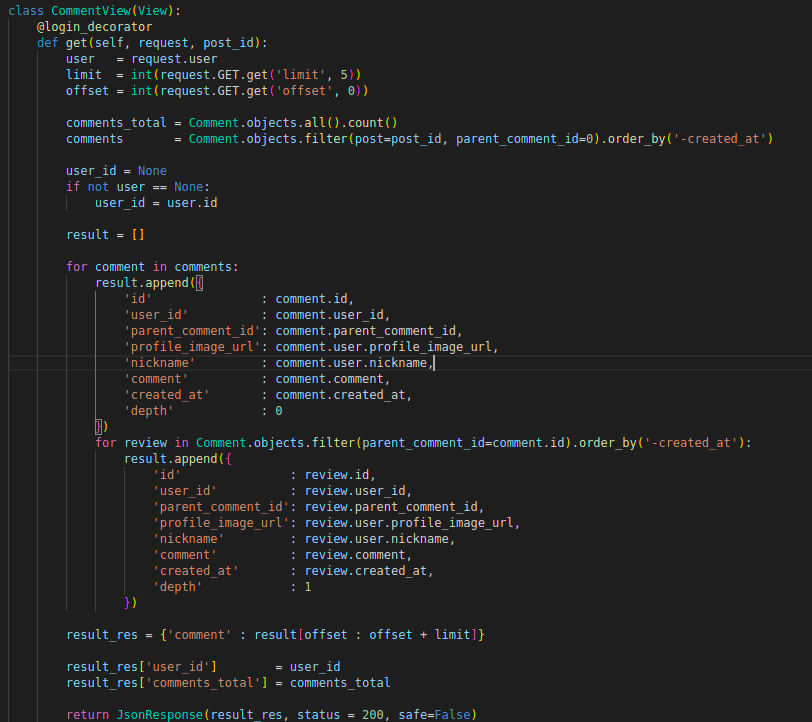 class CommentView(View):
    @login_decorator
    def get(self, request, post_id):
        user   = request.user
        limit  = int(request.GET.get('limit', 5))
        offset = int(request.GET.get('offset', 0))

        comments_total = Comment.objects.all().count()
        comments       = Comment.objects.filter(post=post_id, parent_comment_id=0).order_by('-created_at')

        user_id = None
        if not user == None:
            user_id = user.id

        result = []

        for comment in comments:
            result.append({
                'id'               : comment.id,
                'user_id'          : comment.user_id,
                'parent_comment_id': comment.parent_comment_id,
                'profile_image_url': comment.user.profile_image_url,
                'nickname'         : comment.user.nickname,
                'comment'          : comment.comment,
                'created_at'       : comment.created_at,
                'depth'            : 0
            })
            for review in Comment.objects.filter(parent_comment_id=comment.id).order_by('-created_at'):
                result.append({
                    'id'               : review.id,
                    'user_id'          : review.user_id,
                    'parent_comment_id': review.parent_comment_id,
                    'profile_image_url': review.user.profile_image_url,
                    'nickname'         : review.user.nickname,
                    'comment'          : review.comment,
                    'created_at'       : review.created_at,
                    'depth'            : 1
                })

        result_res = {'comment' : result[offset : offset + limit]}

        result_res['user_id']        = user_id
        result_res['comments_total'] = comments_total

        return JsonResponse(result_res, status = 200, safe=False)